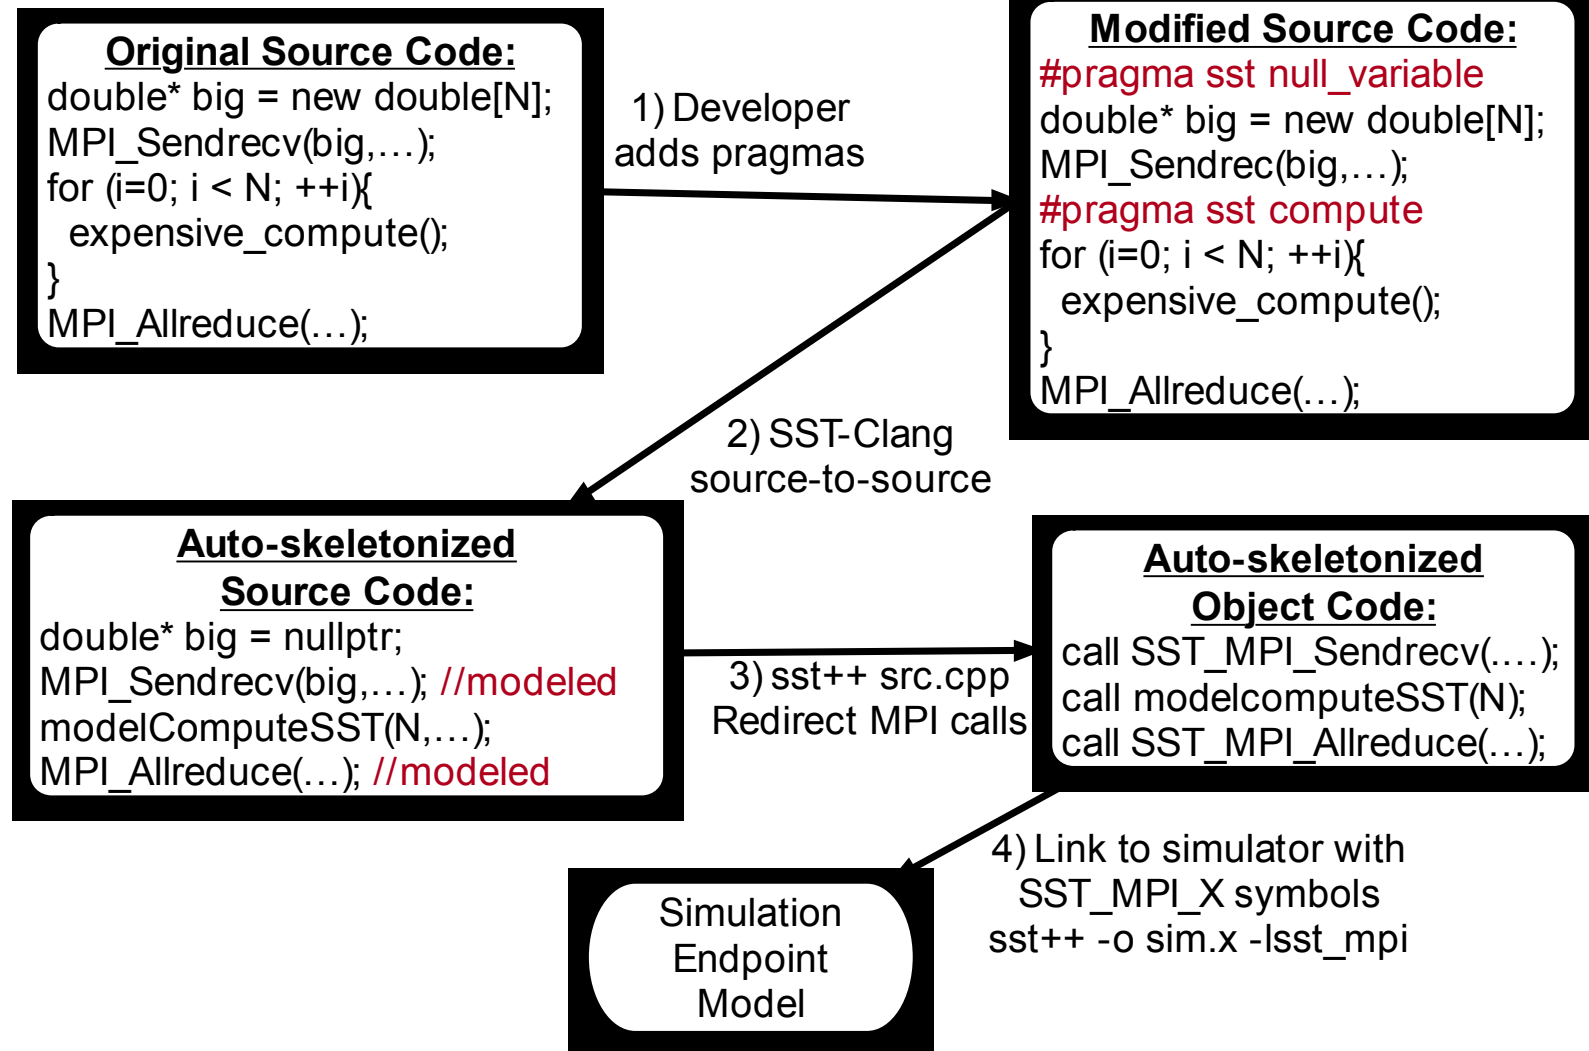 Original Source Code:
double* big = new double[N];
MPI_Sendrecv(big,…);
for (i=0; i < N; ++i){
expensive_compute();
}
MPI_Allreduce(…);
1) Developer
adds pragmas
Modified Source Code:
#pragma sst null_variable
double* big = new double[N];
MPI_Sendrec(big,…);
#pragma sst compute
for (i=0; i < N; ++i){
expensive_compute();
}
MPI_Allreduce(…);
2) SST-Clang
source-to-source
Auto-skeletonized
Source Code:
double* big = nullptr;
MPI_Sendrecv(big,…); //modeled
modelComputeSST(N,…);
MPI_Allreduce(…); //modeled
3) sst++ src.cpp
Redirect MPI calls
Auto-skeletonized
Object Code:
call SST_MPI_Sendrecv(.…);
call modelcomputeSST(N);
call SST_MPI_Allreduce(…);
4) Link to simulator with
SST_MPI_X symbols
sst++ -o sim.x -lsst_mpi
Simulation
Endpoint
Model